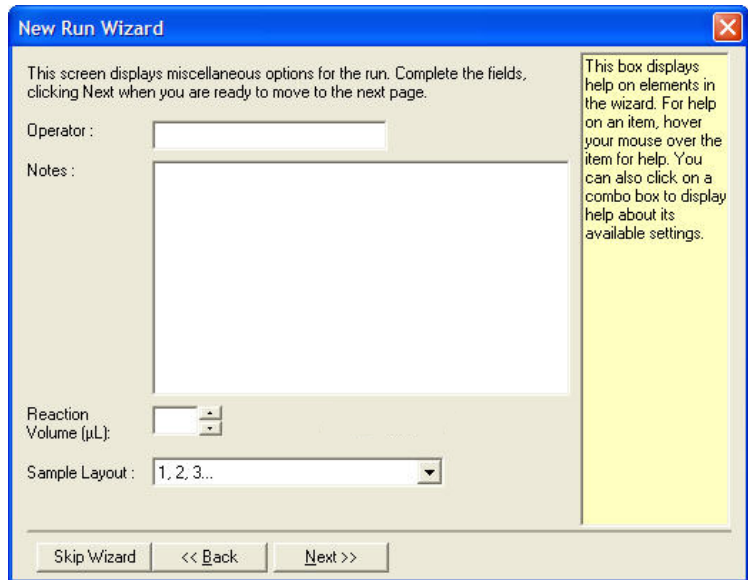 New Run Wizard
This screen displays miscellaneous options for the run. Complete the fields,
clicking Next when you are ready to move to the next page.
Operator :
Notes :
Reaction
Volume (µL):
Sample Layout :
1, 2, 3...
This box displays
help on elements in
the wizard. For help
on an item, hover
your mouse over the
item for help. You
can also click on a
combo box to display
help about its
available settings.
Skip Wizard
<< Back
Next >>